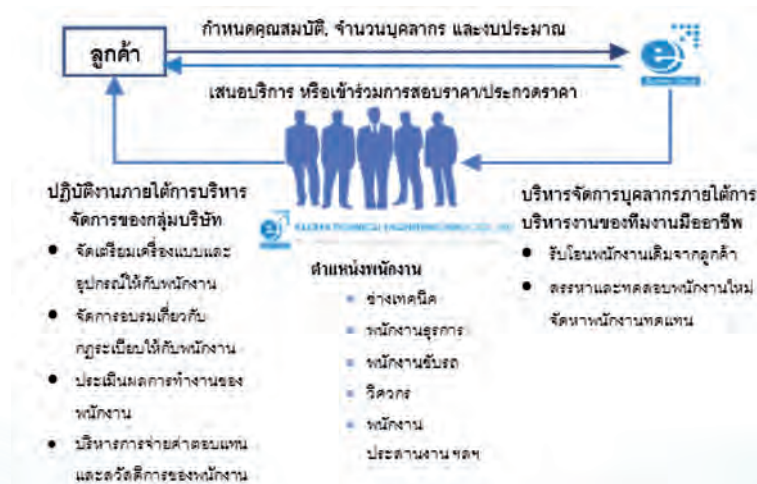 กำหนดคุณสมบัติ, จำนวนบุคลากร และงบประมาณ
ลูกค้า
เสนอบริการ หรือเข้าร่วมการสอบราคา/ประกวดราคา
ปฏิบัติงานภายใต้การบริหาร
จัดการของกลุ่มบริษัท
● จัดเตรียมเครื่องแบบและ
อุปกรณ์ให้กับพนักงาน
● จัดการอบรมเกี่ยวกับ
กฎระเบียบให้กับพนักงาน
● ประเมินผลการทำงานของ
พนักงาน
● บริหารการจ่ายค่าตอบแทน
และสวัสดิการของพนักงาน
TECHNICAL
ตำแหน่งพนักงาน
ช่างเทคนิค
พนักงานธุรการ
พนักงานขับรถ
วิศวกร
พนักงาน
ประสานงาน ฯลฯ
บริหารจัดการบุคลากรภายใต้การ
บริหารงานของทีมงานมืออาชีพ
● รับโอนพนักงานเดิมจากลูกค้า
● สรรหาและทดสอบพนักงานใหม่
จัดหาพนักงานทดแทน